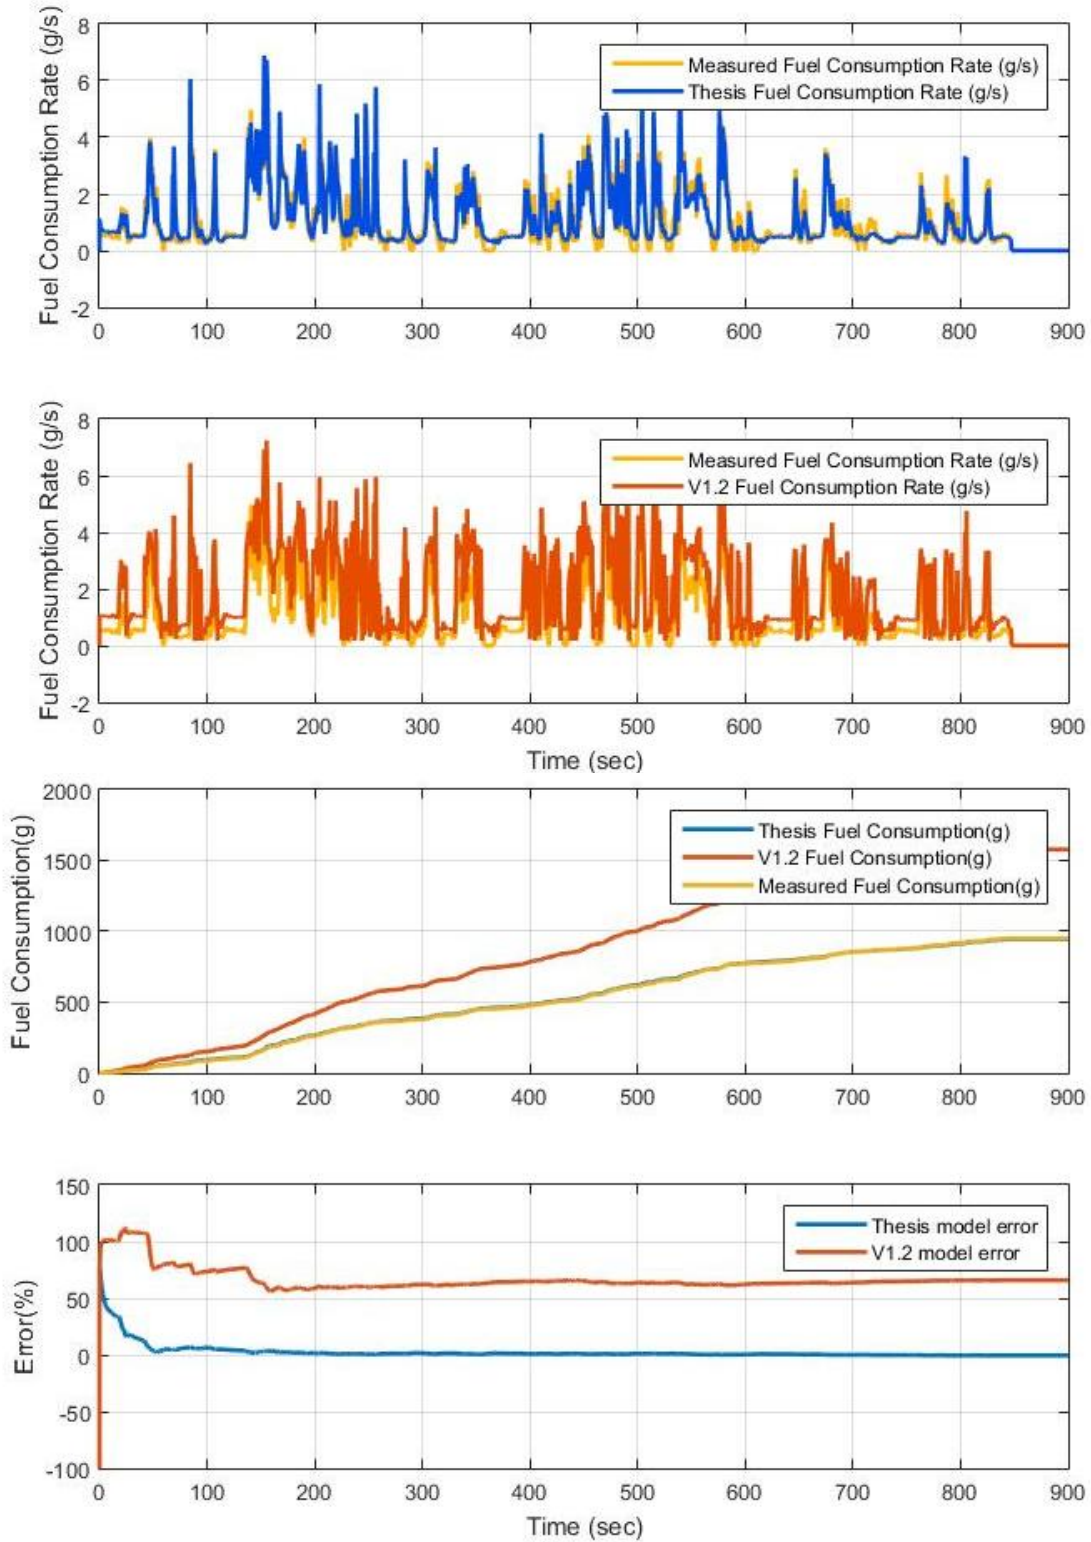 Fuel Consumption Rate (g/s)
8
6
4
2
0
-2
Measured Fuel Consumption Rate (g/s)
Thesis Fuel Consumption Rate (g/s)
0 100 200 300 400 500 600 700 800 900
Fuel Consumption Rate (g/s)
8
6
4
2
0
-2
Measured Fuel Consumption Rate (g/s)
V1.2 Fuel Consumption Rate (g/s)
0 100 200 300 400 500 600 700 800 900
Time (sec)
Fuel Consumption(g)
2000
1500
1000
500
0
Thesis Fuel Consumption(g)
V1.2 Fuel Consumption(g)
Measured Fuel Consumption(g)
0 100 200 300 400 500 600 700 800 900
Error(%)
150
100
50
0
-50
-100
Thesis model error
V1.2 model error
0 100 200 300 400 500 600 700 800 900
Time (sec)